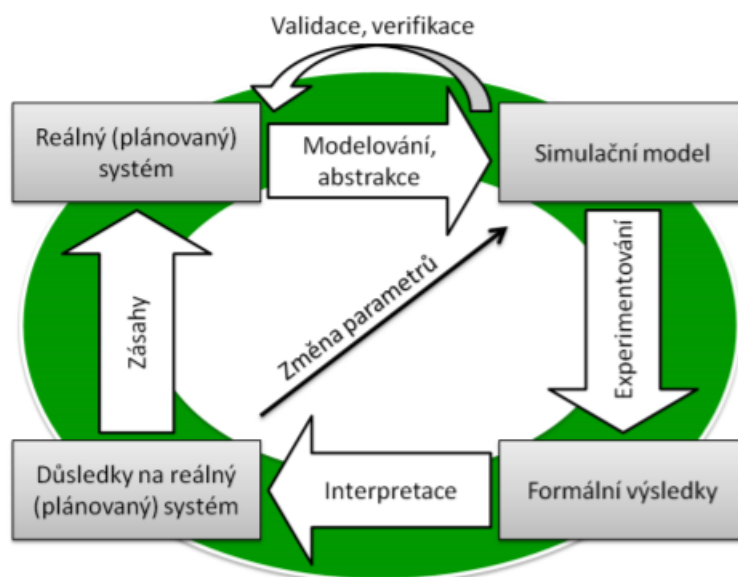 Validace, verifikace
Reálný (plánovaný)
systém
Modelování,
abstrakce
Simulační model
Zásahy
Změna parametrů
Experimentování
Důsledky na reálný
(plánovaný) systém
Interpretace
Formální výsledky